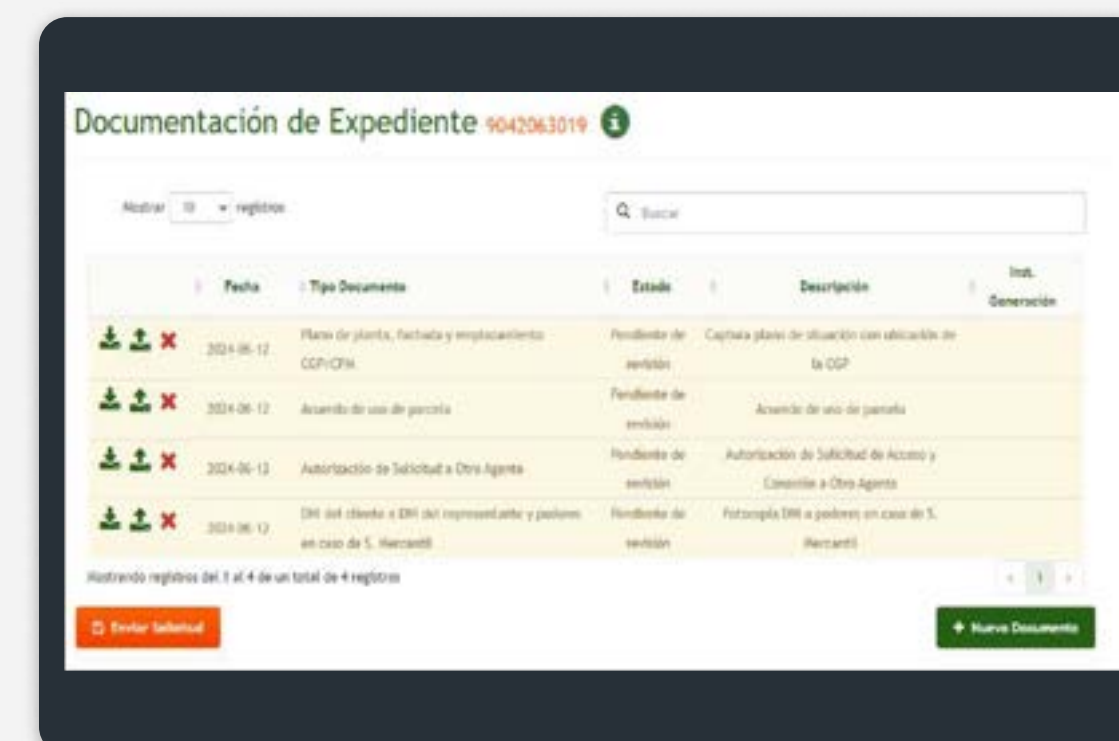 Documentación de Expediente 9042063019
Mostrar 10 registros
Buscar
Fecha
Tipo Documento
Estado
Descripción
Inst.
Generación
2024-06-12
Plano de planta, fachada y emplazamiento
CGP/CPM
Pendiente de
revisión
Captura plano de situación con ubicación de
la CGP
2024-06-12
Acuerdo de uso de parcela
Pendiente de
revisión
Acuerdo de uso de parcela
2024-06-12
Autorización de Solicitud a Otro Agente
Pendiente de
revisión
Autorización de Solicitud de Acceso y
Conexión a Otro Agente
2024-06-12
DNI del cliente o DNI del representante y poderes
en caso de S. Mercantil
Pendiente de
revisión
Fotocopia DNI o poderes en caso de S.
Mercantil
Mostrando registros del 1 al 4 de un total de 4 registros
1
Enviar Solicitud
+ Nuevo Documento